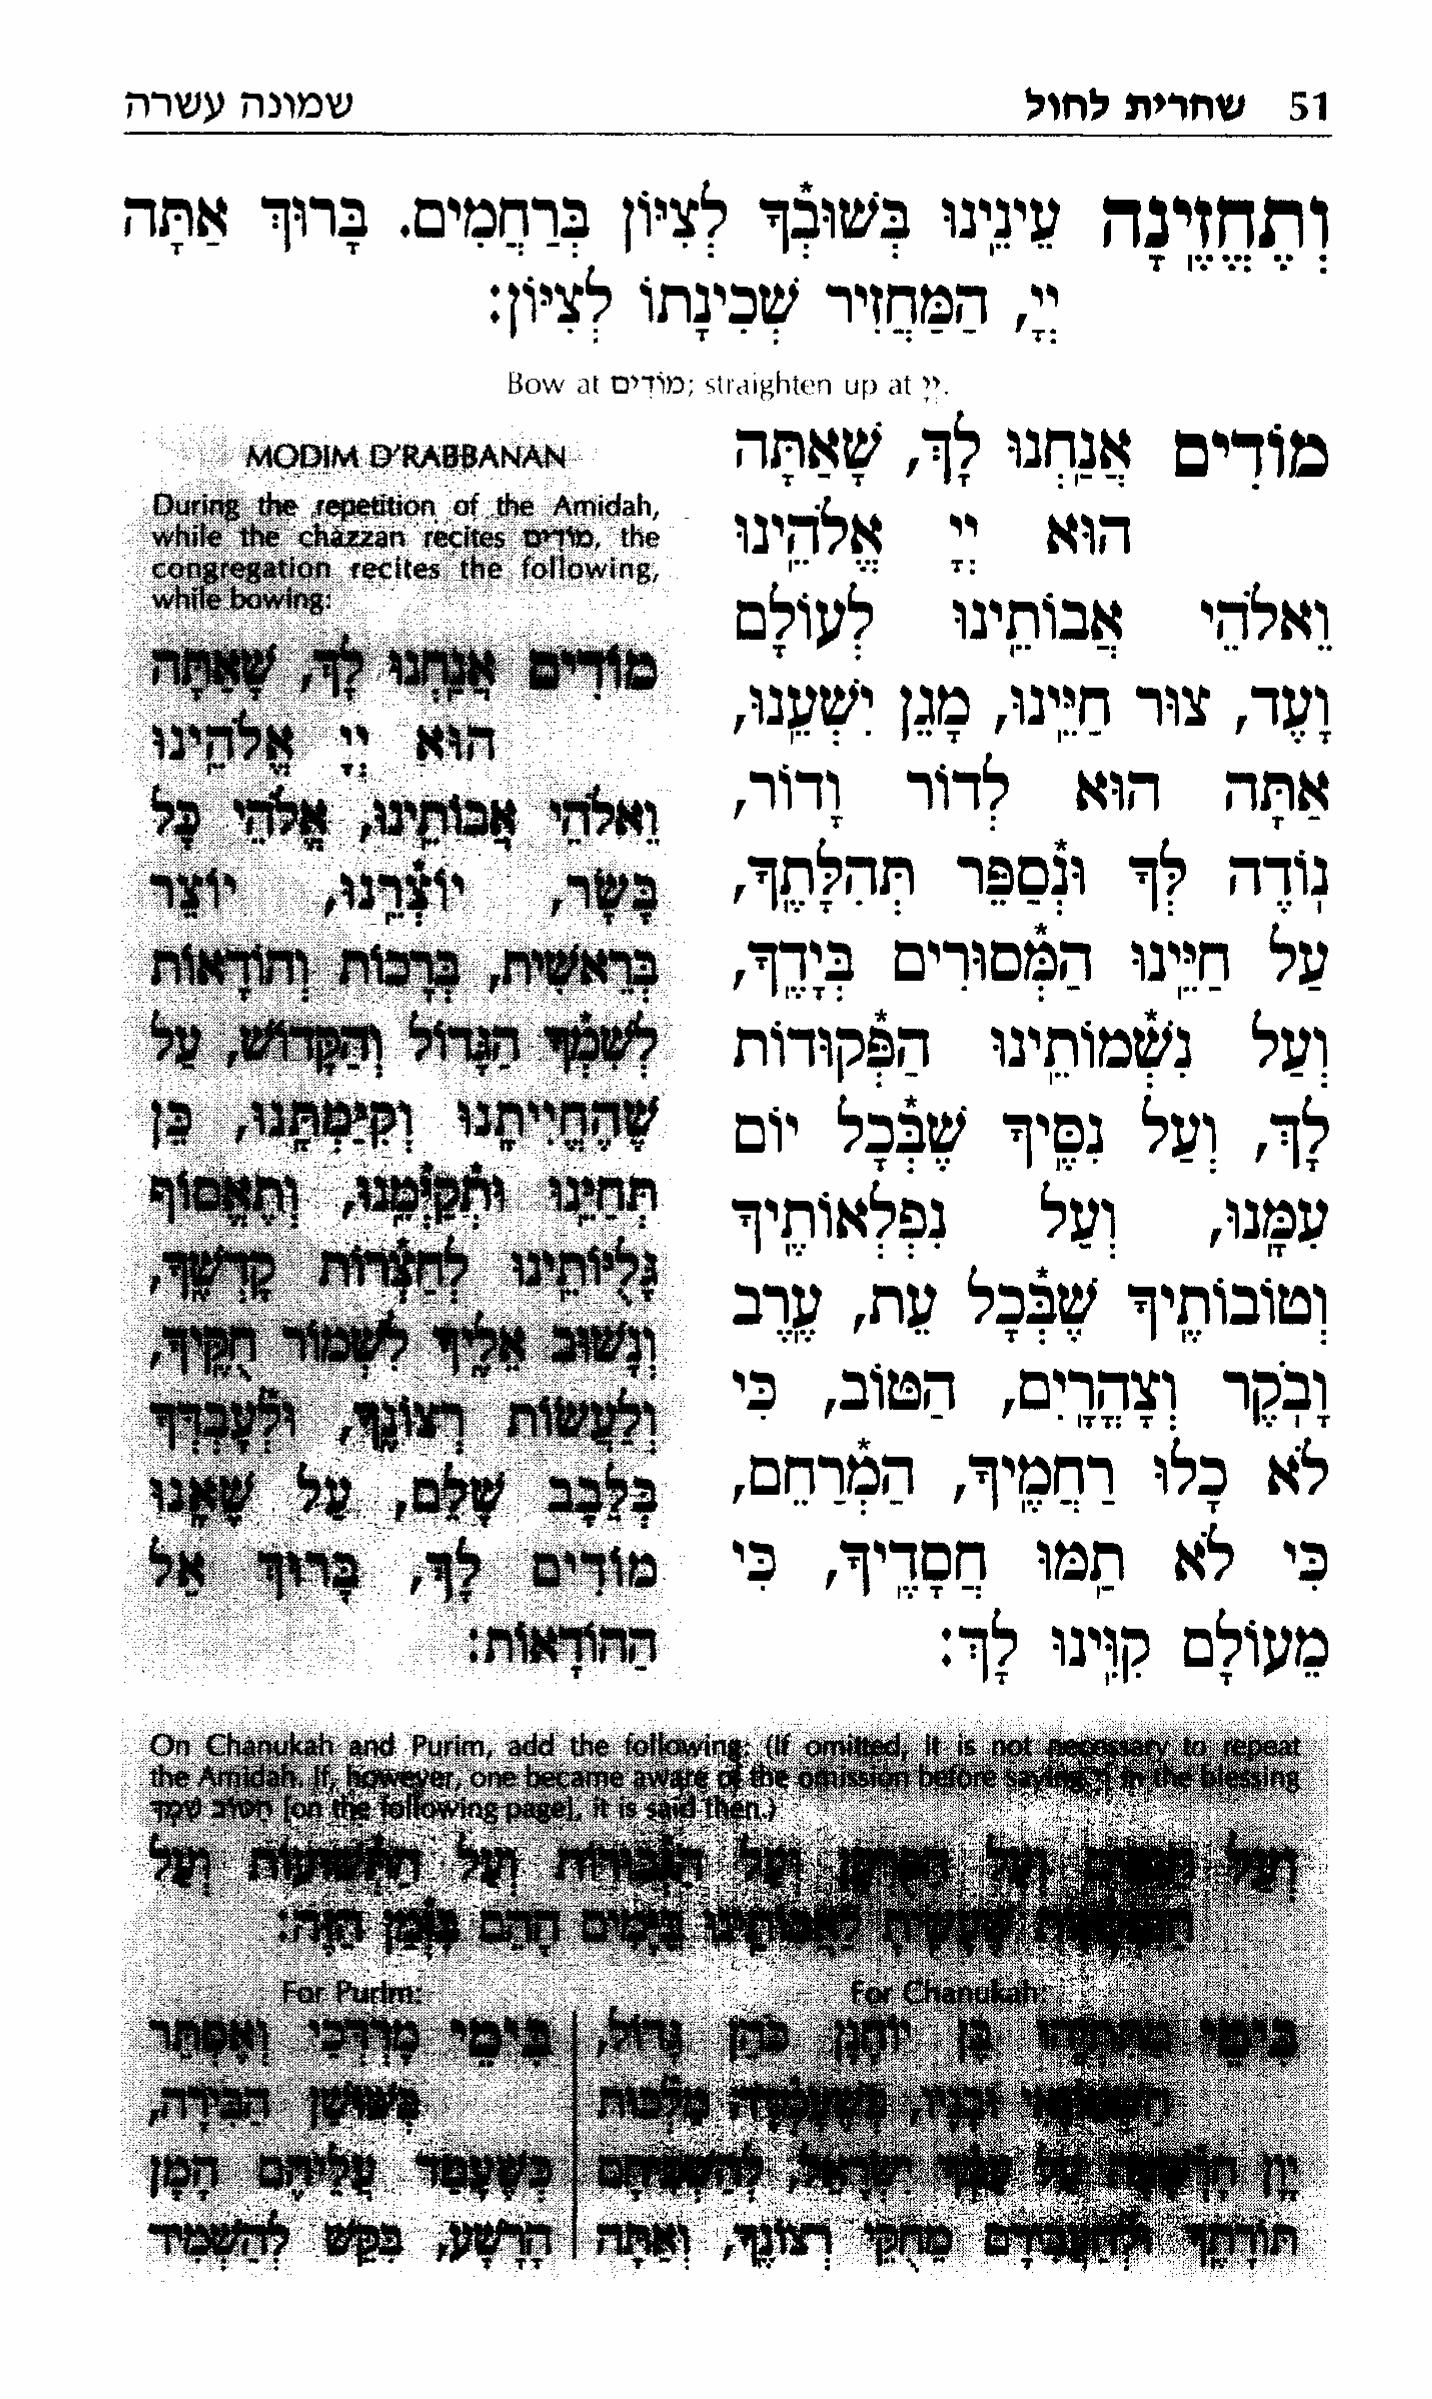 51 שחרית לחול שמונה עשרה
וְתֶחֱזֶֽינָה עֵינֵֽינוּ בְּשׁוּבְֿךָ לְצִיּוֹן בְּרַחֲמִים. בָּרוּךְ אַתָּה
יְיָ, הַמַּחֲזִיר שְׁכִינָתוֹ לְצִיּוֹן:
Bow at מוֹדִים; straighten up at יְיָ.
מוֹדִים אֲנַֽחְנוּ לָךְ, שָׁאַתָּה
הוּא יְיָ אֱלֹהֵֽינוּ
וֵאלֹהֵי אֲבוֹתֵֽינוּ לְעוֹלָם
וָעֶד, צוּר חַיֵּֽינוּ, מָגֵן יִשְׁעֵֽנוּ,
אַתָּה הוּא לְדוֹר וָדוֹר,
נֽוֹדֶה לְּךָ וּנְסַפֵּר תְּהִלָּתֶֽךָ,
עַל חַיֵּֽינוּ הַמְּסוּרִים בְּיָדֶֽךָ,
וְעַל נִשְׁמוֹתֵֽינוּ הַפְּקוּדוֹת
לָךְ, וְעַל נִסֶּֽיךָ שֶׁבְּכָל יוֹם
עִמָּֽנוּ, וְעַל נִפְלְאוֹתֶֽיךָ
וְטוֹבוֹתֶֽיךָ שֶׁבְּכָל עֵת, עֶֽרֶב
וָבֹֽקֶר וְצָהֳרָֽיִם, הַטּוֹב, כִּי
לֹא כָלוּ רַחֲמֶֽיךָ, הַמְרַחֵם,
כִּי לֹא תַֽמּוּ חֲסָדֶֽיךָ, כִּי
מֵעוֹלָם קִוִּֽינוּ לָךְ:
MODIM D'RABBANAN
During the repetition of the Amidah,
while the chazzan recites מוֹדִים, the
congregation recites the following,
while bowing:
מוֹדִים אֲנַֽחְנוּ לָךְ, שָׁאַתָּה
הוּא יְיָ אֱלֹהֵֽינוּ
וֵאלֹהֵי אֲבוֹתֵֽינוּ, אֱלֹהֵי כָּל
בָּשָׂר, יוֹצְרֵֽנוּ, יוֹצֵר
בְּרֵאשִׁית, בְּרָכוֹת וְהוֹדָאוֹת
לְשִׁמְךָ הַגָּדוֹל וְהַקָּדוֹשׁ, עַל
שֶׁהֶחֱיִיתָֽנוּ וְקִיַּמְתָּֽנוּ, כֵּן
תְּחַיֵּֽנוּ וּתְקַיְּמֵֽנוּ, וְתֶאֱסוֹף
גָּלֻיּוֹתֵֽינוּ לְחַצְרוֹת קָדְשֶֽׁךָ,
וְנָשׁוּב אֵלֶֽיךָ לִשְׁמוֹר חֻקֶּֽיךָ,
וְלַעֲשׂוֹת רְצוֹנֶֽךָ, וּלְעָבְדְּךָ
בְּלֵבָב שָׁלֵם, עַל שֶׁאָֽנוּ
מוֹדִים לָךְ, בָּרוּךְ אֵל
הַהוֹדָאוֹת:
On Chanukah and Purim, add the following: (If omitted, it is not necessary to repeat
the Amidah. If, however, one became aware of the omission before saying יְיָ in the blessing
הַטּוֹב שִׁמְךָ [on the following page], it is said then.)
וְעַל הַנִּסִּים וְעַל הַפֻּרְקָן וְעַל הַגְּבוּרוֹת וְעַל הַתְּשׁוּעוֹת וְעַל
הַנִּפְלָאוֹת שֶׁעָשִׂיתָ לַאֲבוֹתֵֽינוּ בַּיָּמִים הָהֵם בִּזְּמַן הַזֶּה:
For Chanukah:
בִּימֵי מַתִּתְיָֽהוּ בֶּן יוֹחָנָן כֹּהֵן גָּדוֹל,
חַשְׁמוֹנָאִי וּבָנָיו, כְּשֶׁעָמְדָה מַלְכוּת
יָוָן הָרְשָׁעָה עַל עַמְּךָ יִשְׂרָאֵל, לְהַשְׁכִּיחָם
תּוֹרָתֶֽךָ וּלְהַעֲבִירָם מֵחֻקֵּי רְצוֹנֶֽךָ, וְאַתָּה
For Purim:
בִּימֵי מָרְדְּכַי וְאֶסְתֵּר
בְּשׁוּשַׁן הַבִּירָה,
כְּשֶׁעָמַד עֲלֵיהֶם הָמָן
הָרָשָׁע, בִּקֵּשׁ לְהַשְׁמִיד